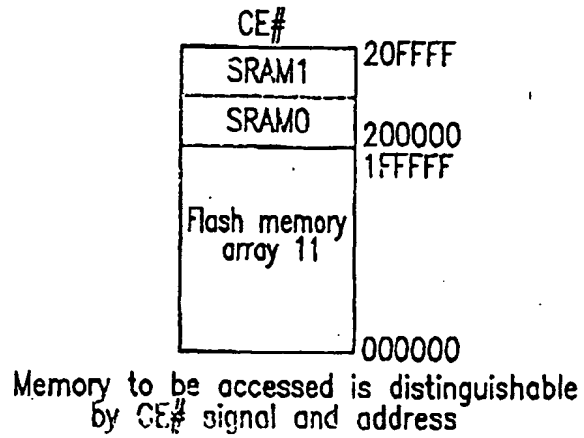 CE#
20FFFF
SRAM1
SRAM0
200000
1FFFFF
Flash memory
array 11
000000
Memory to be accessed is distinguishable
by CE# signal and address